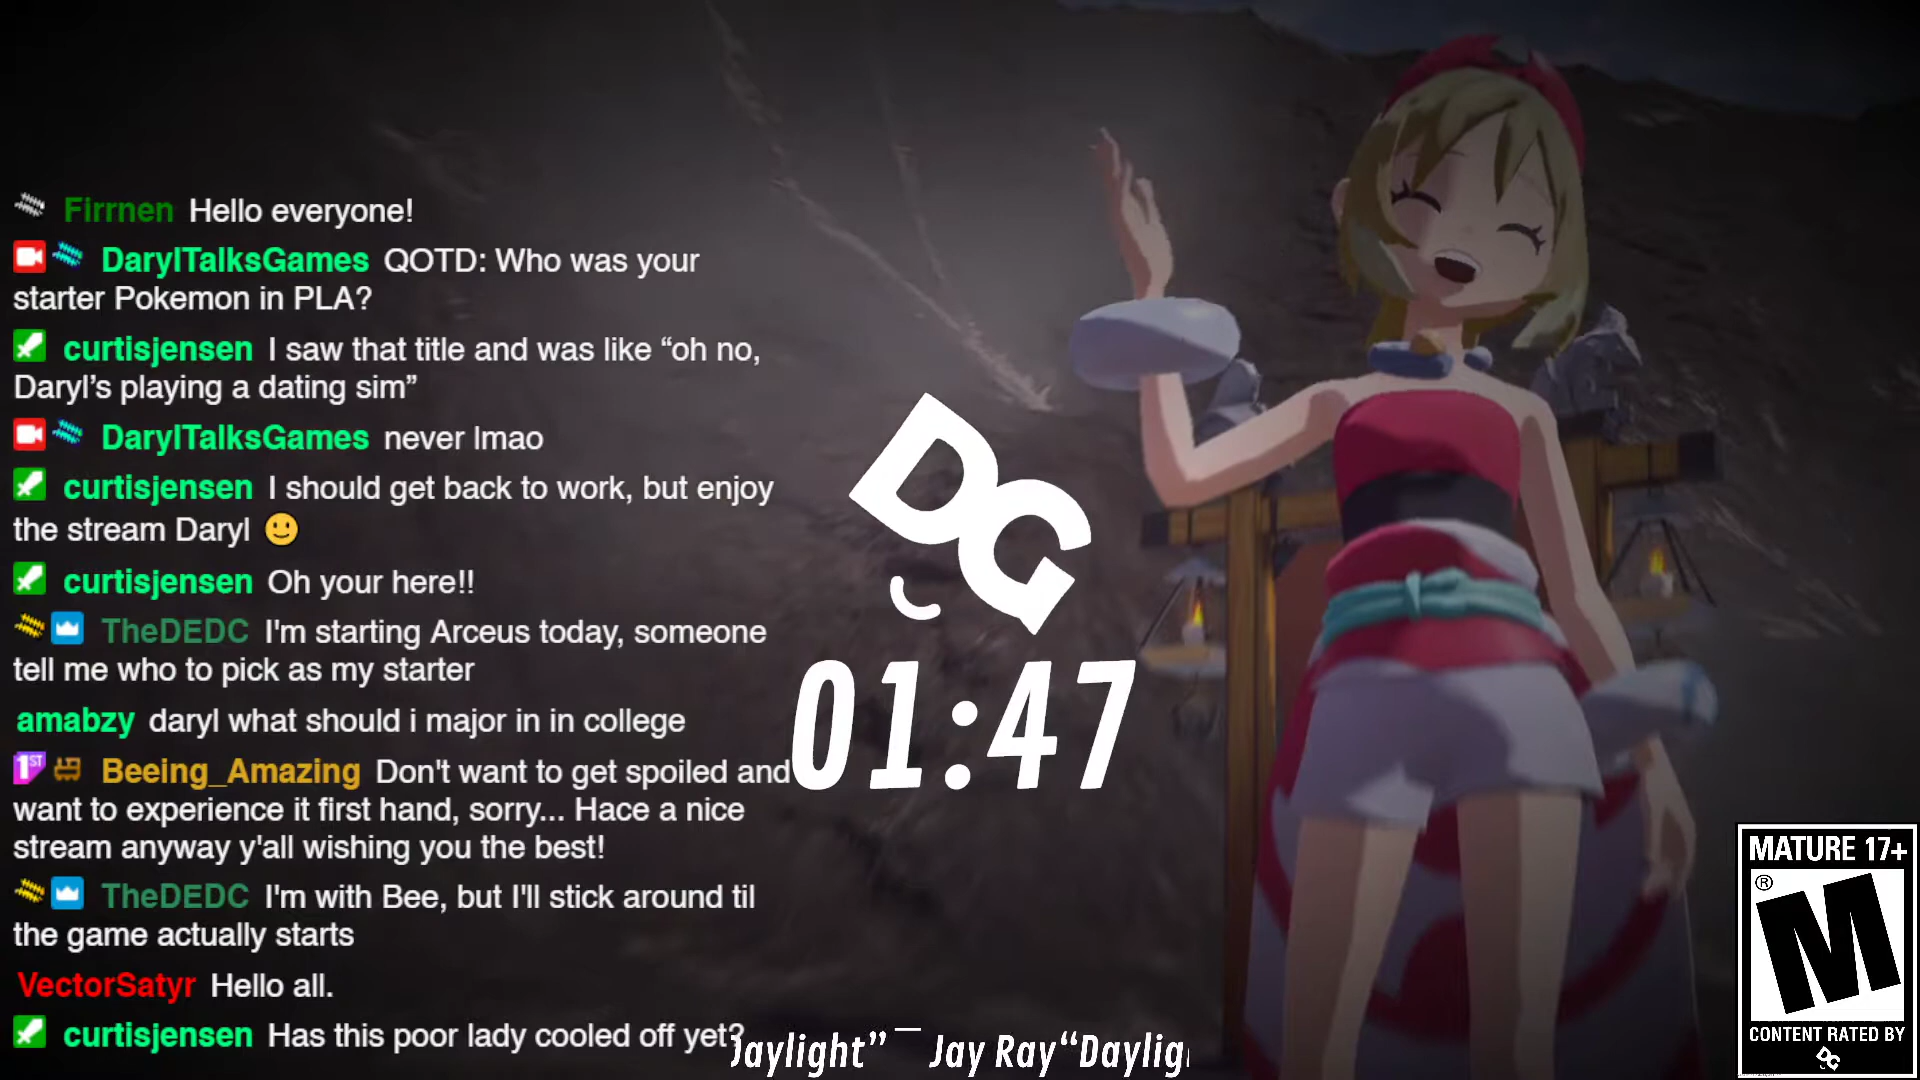 Firrnen Hello everyone!
DarylTalksGames QOTD: Who was your
starter Pokemon in PLA?
curtisjensen I saw that title and was like “oh no,
Daryl’s playing a dating sim”
DarylTalksGames never lmao
curtisjensen I should get back to work, but enjoy
the stream Daryl
curtisjensen Oh your here!!
TheDEDC I'm starting Arceus today, someone
tell me who to pick as my starter
amabzy daryl what should i major in in college
1ST Beeing_Amazing Don't want to get spoiled and
want to experience it first hand, sorry... Hace a nice
stream anyway y'all wishing you the best!
TheDEDC I'm with Bee, but I'll stick around til
the game actually starts
VectorSatyr Hello all.
curtisjensen Has this poor lady cooled off yet?
DG
01:47
Jaylight” — Jay Ray “Daylig
MATURE 17+
®
M
CONTENT RATED BY
DG